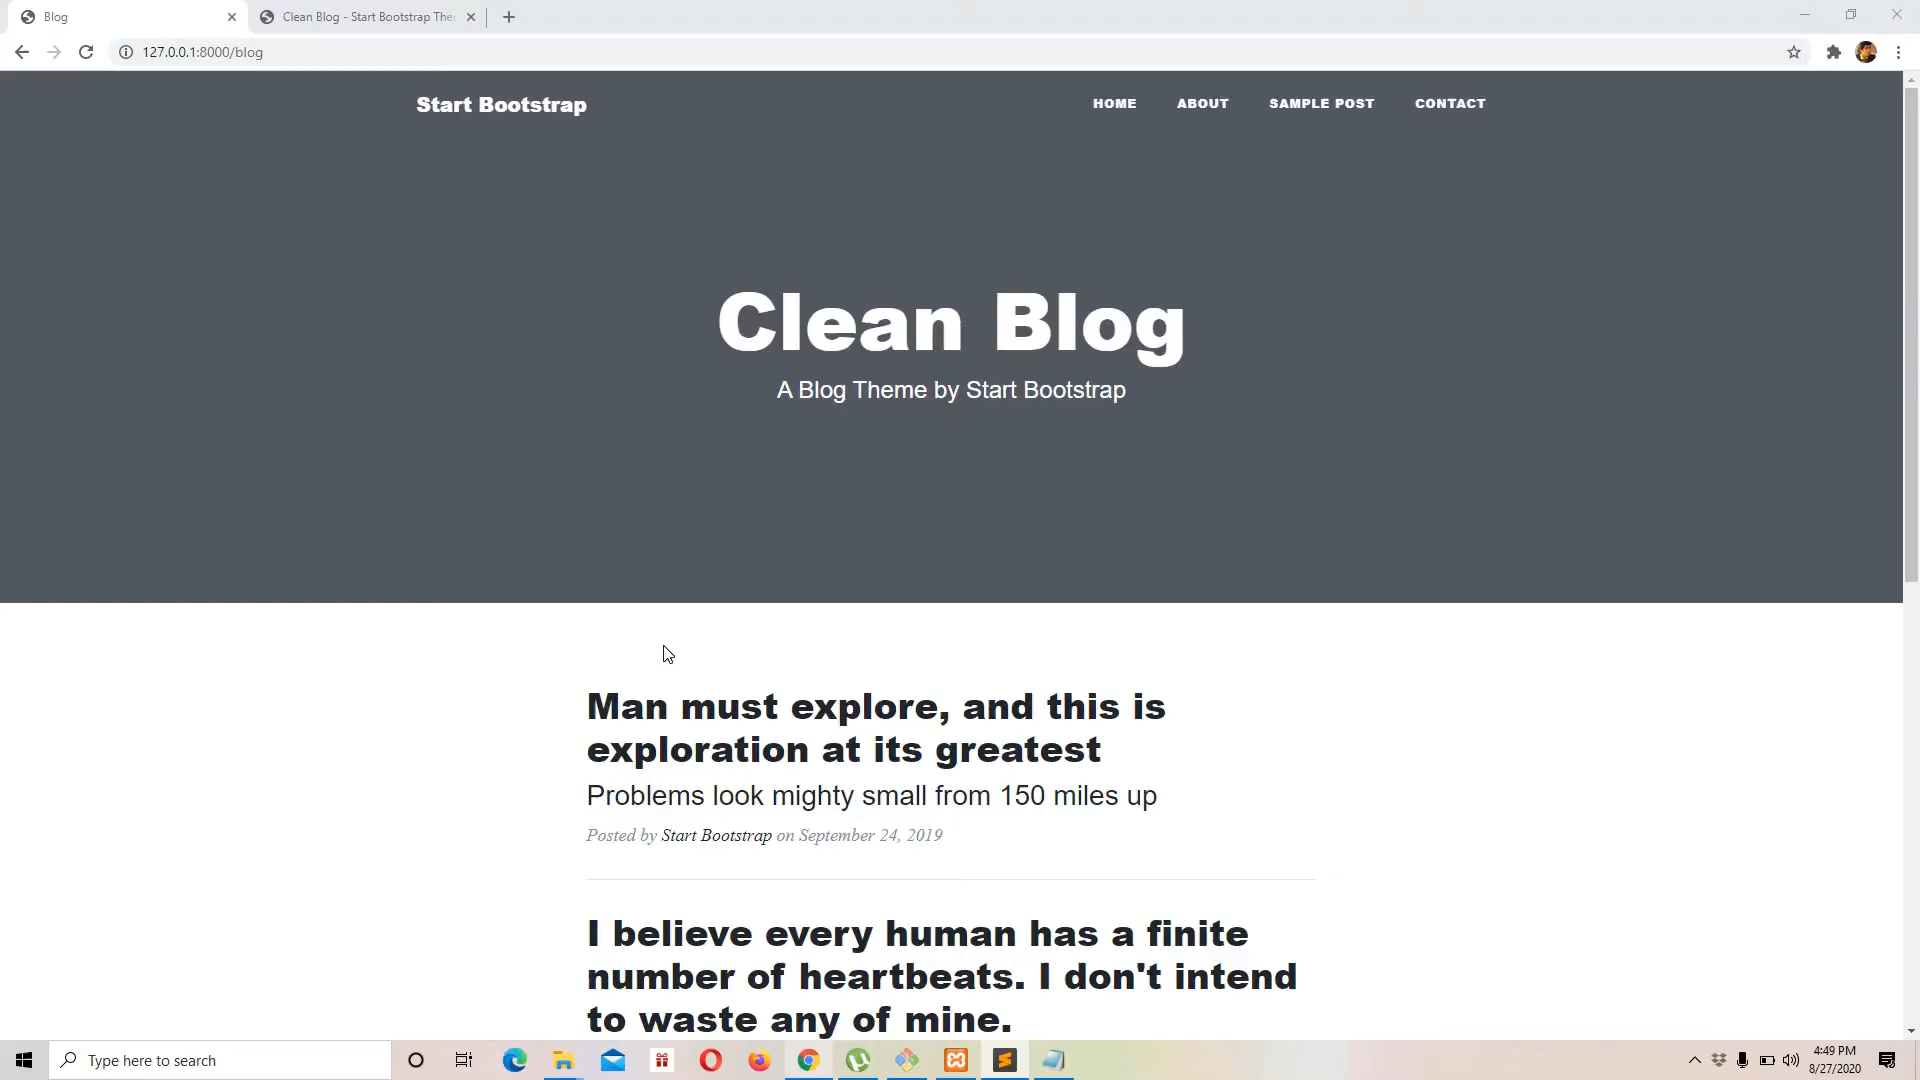 Blog
Clean Blog - Start Bootstrap The
127.0.0.1:8000/blog
Start Bootstrap
HOME
ABOUT
SAMPLE POST
CONTACT
Clean Blog
A Blog Theme by Start Bootstrap
Man must explore, and this is
exploration at its greatest
Problems look mighty small from 150 miles up
Posted by Start Bootstrap on September 24, 2019
I believe every human has a finite
number of heartbeats. I don't intend
to waste any of mine.
Type here to search
4:49 PM
8/27/2020